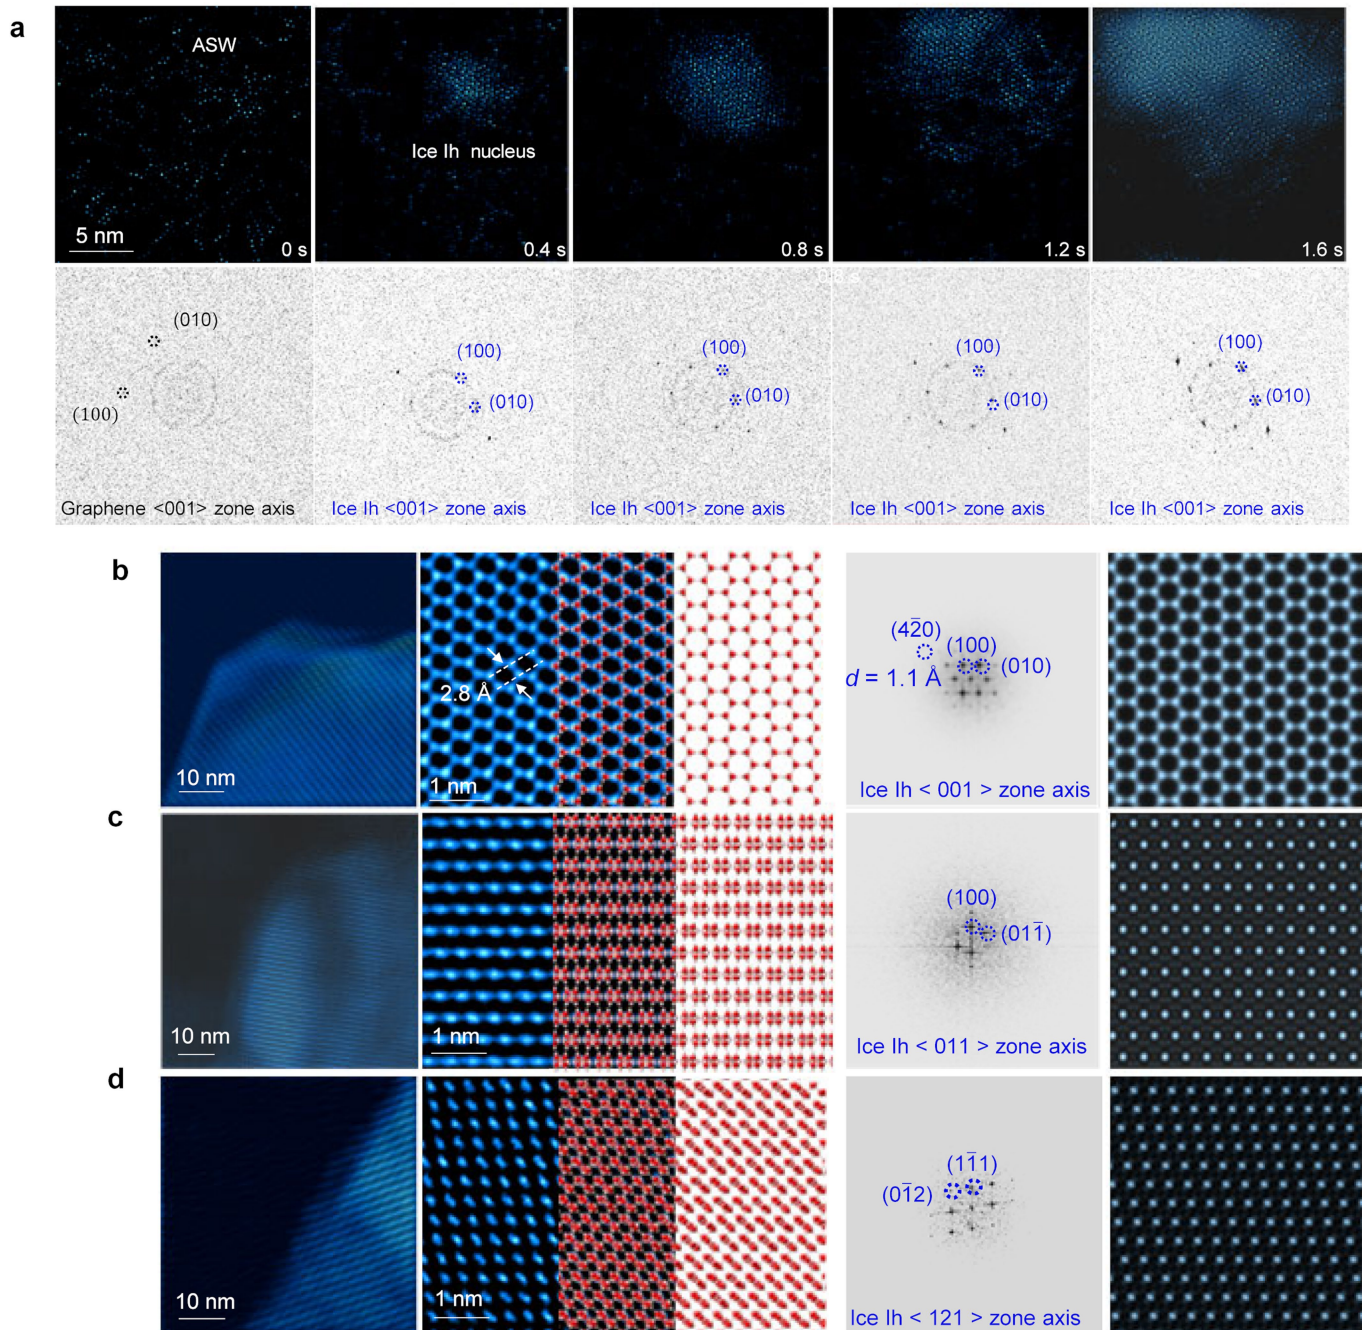 a
ASW
5 nm
0 s
Ice Ih nucleus
0.4 s
0.8 s
1.2 s
1.6 s
(010)
(100)
Graphene <001> zone axis
(100)
(010)
Ice Ih <001> zone axis
(100)
(010)
Ice Ih <001> zone axis
(100)
(010)
Ice Ih <001> zone axis
(100)
(010)
Ice Ih <001> zone axis
b
10 nm
2.8 Å
1 nm
(42̅0)
(100)
(010)
d = 1.1 Å
Ice Ih < 001 > zone axis
c
10 nm
1 nm
(100)
(011̅)
Ice Ih < 011 > zone axis
d
10 nm
1 nm
(11̅1)
(01̅2)
Ice Ih < 121 > zone axis